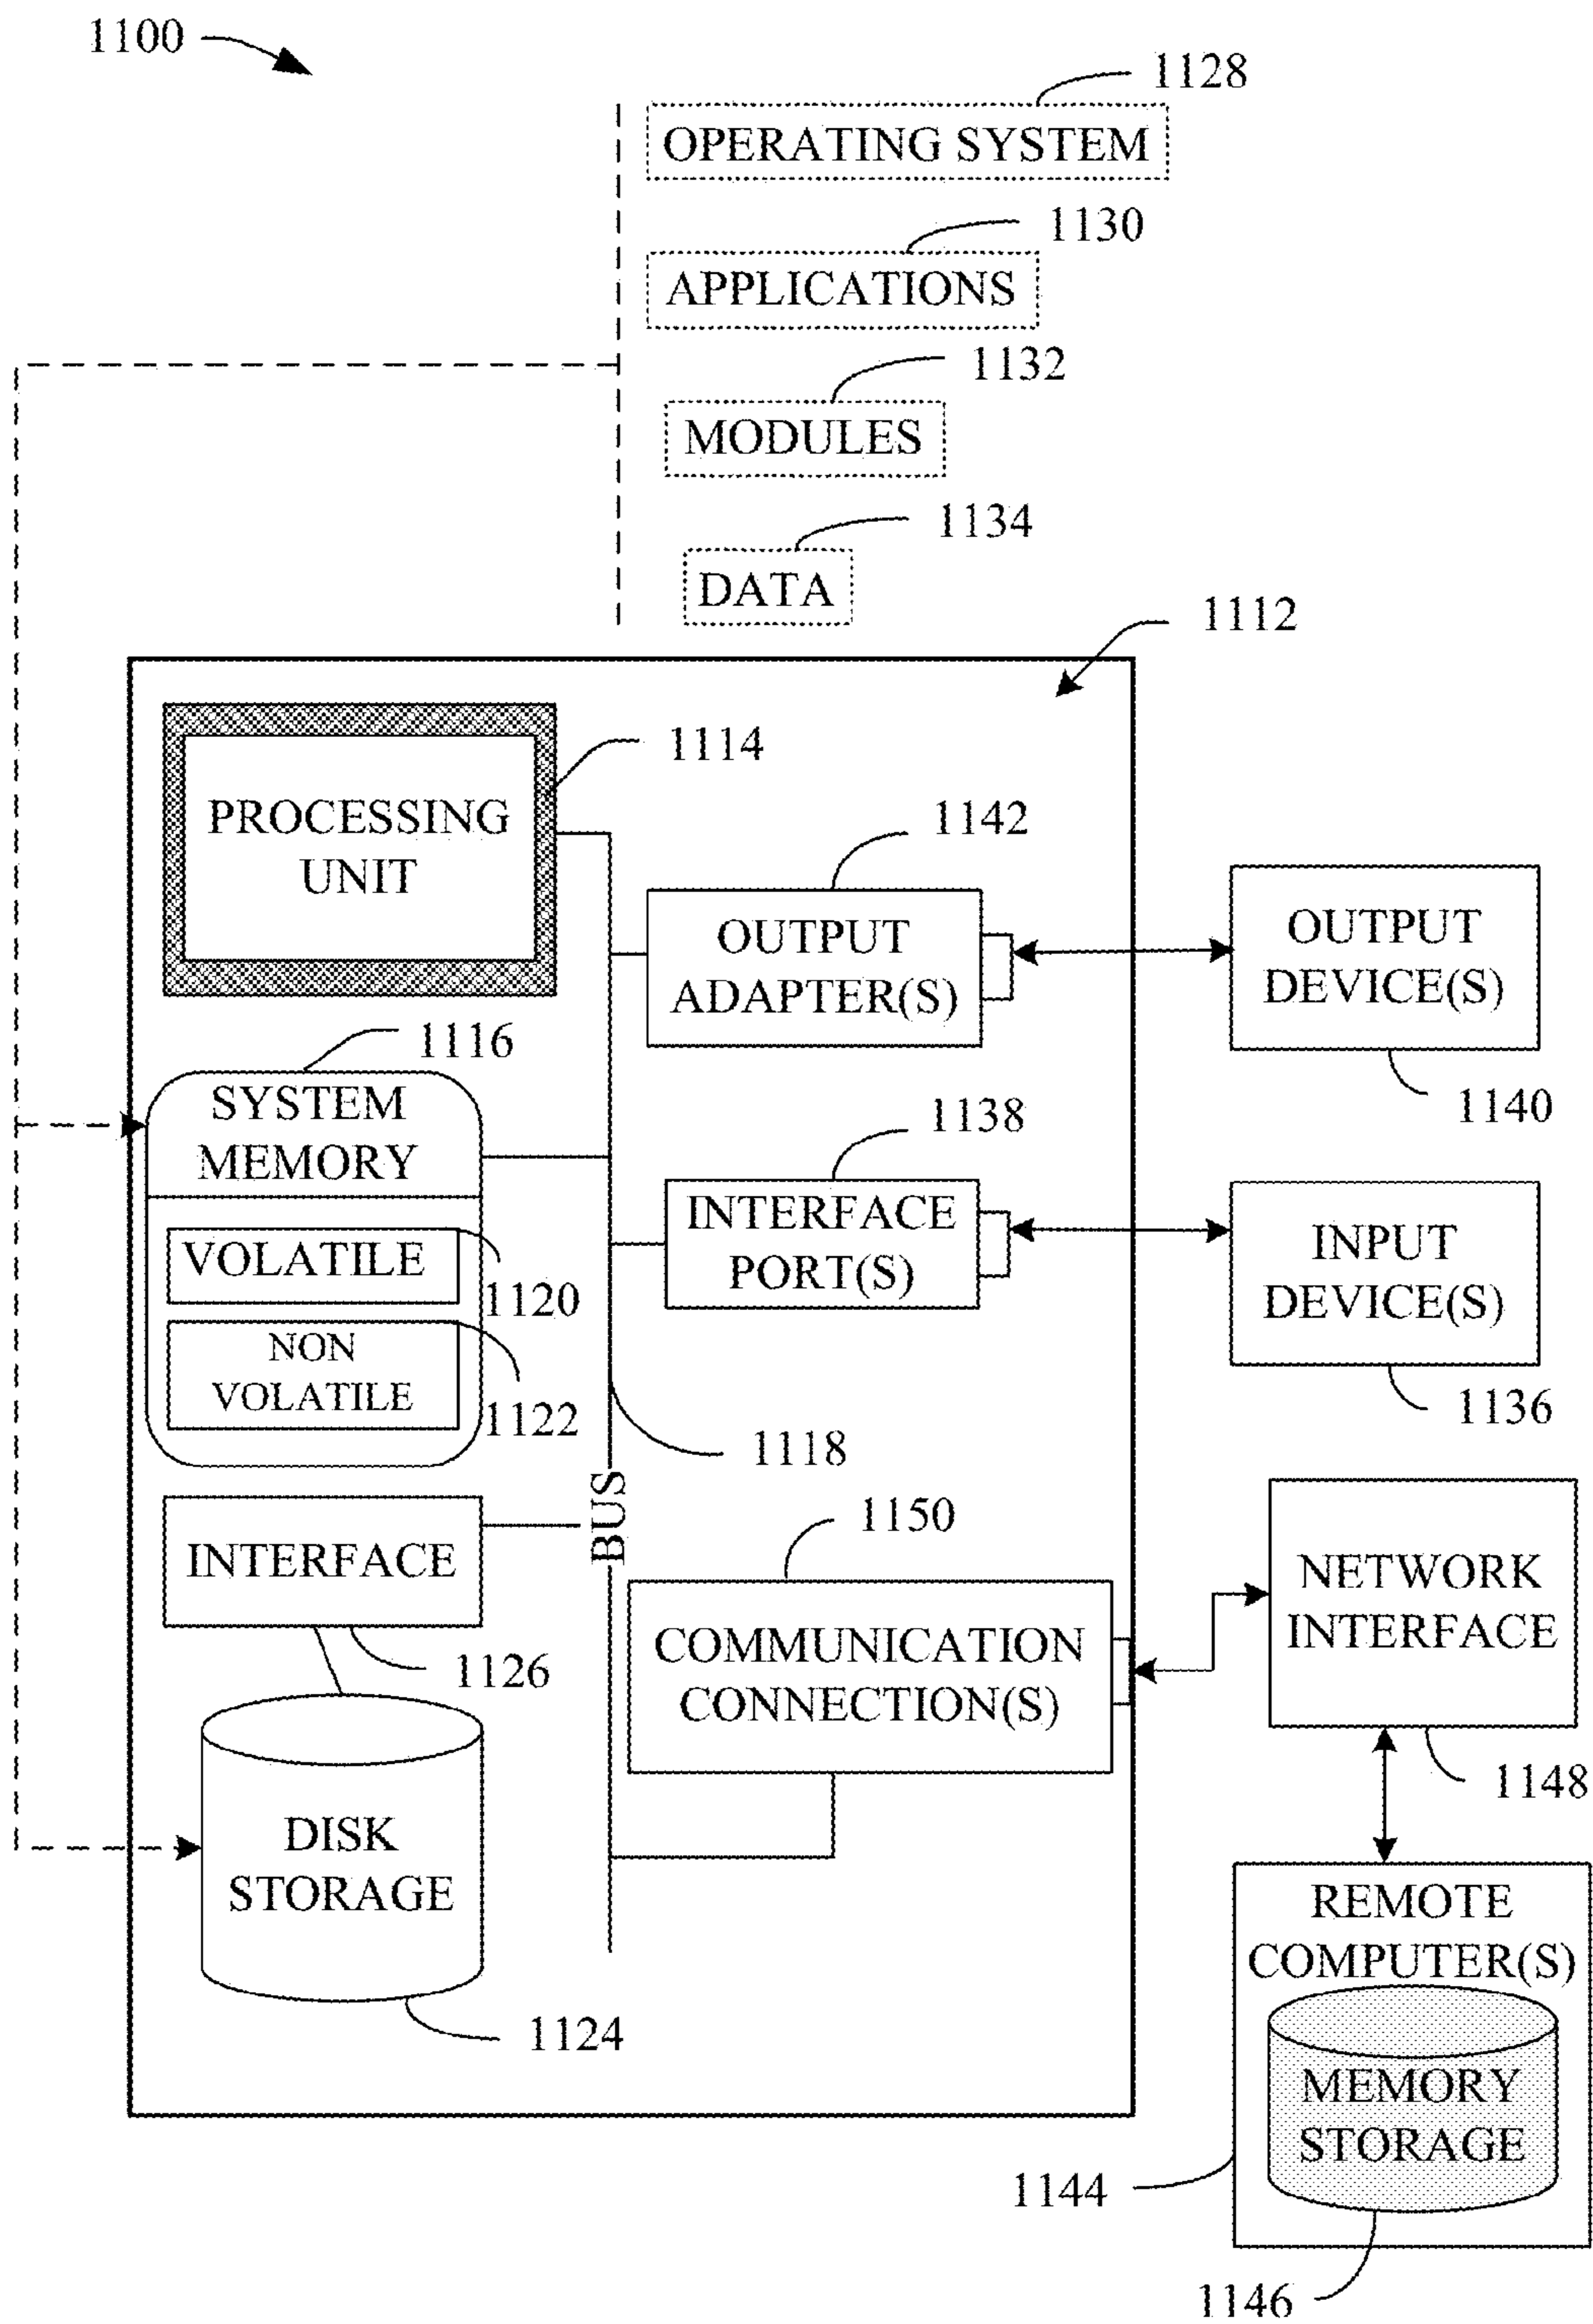 1100
1128
OPERATING SYSTEM
1130
APPLICATIONS
1132
MODULES
1134
DATA
1112
1114
PROCESSING
UNIT
1142
OUTPUT
ADAPTER(S)
OUTPUT
DEVICE(S)
1140
1116
SYSTEM
MEMORY
1138
INTERFACE
PORT(S)
INPUT
DEVICE(S)
1136
VOLATILE
1120
NON
VOLATILE
1122
1118
BUS
INTERFACE
1126
1150
COMMUNICATION
CONNECTION(S)
NETWORK
INTERFACE
1148
DISK
STORAGE
1124
REMOTE
COMPUTER(S)
MEMORY
STORAGE
1144
1146